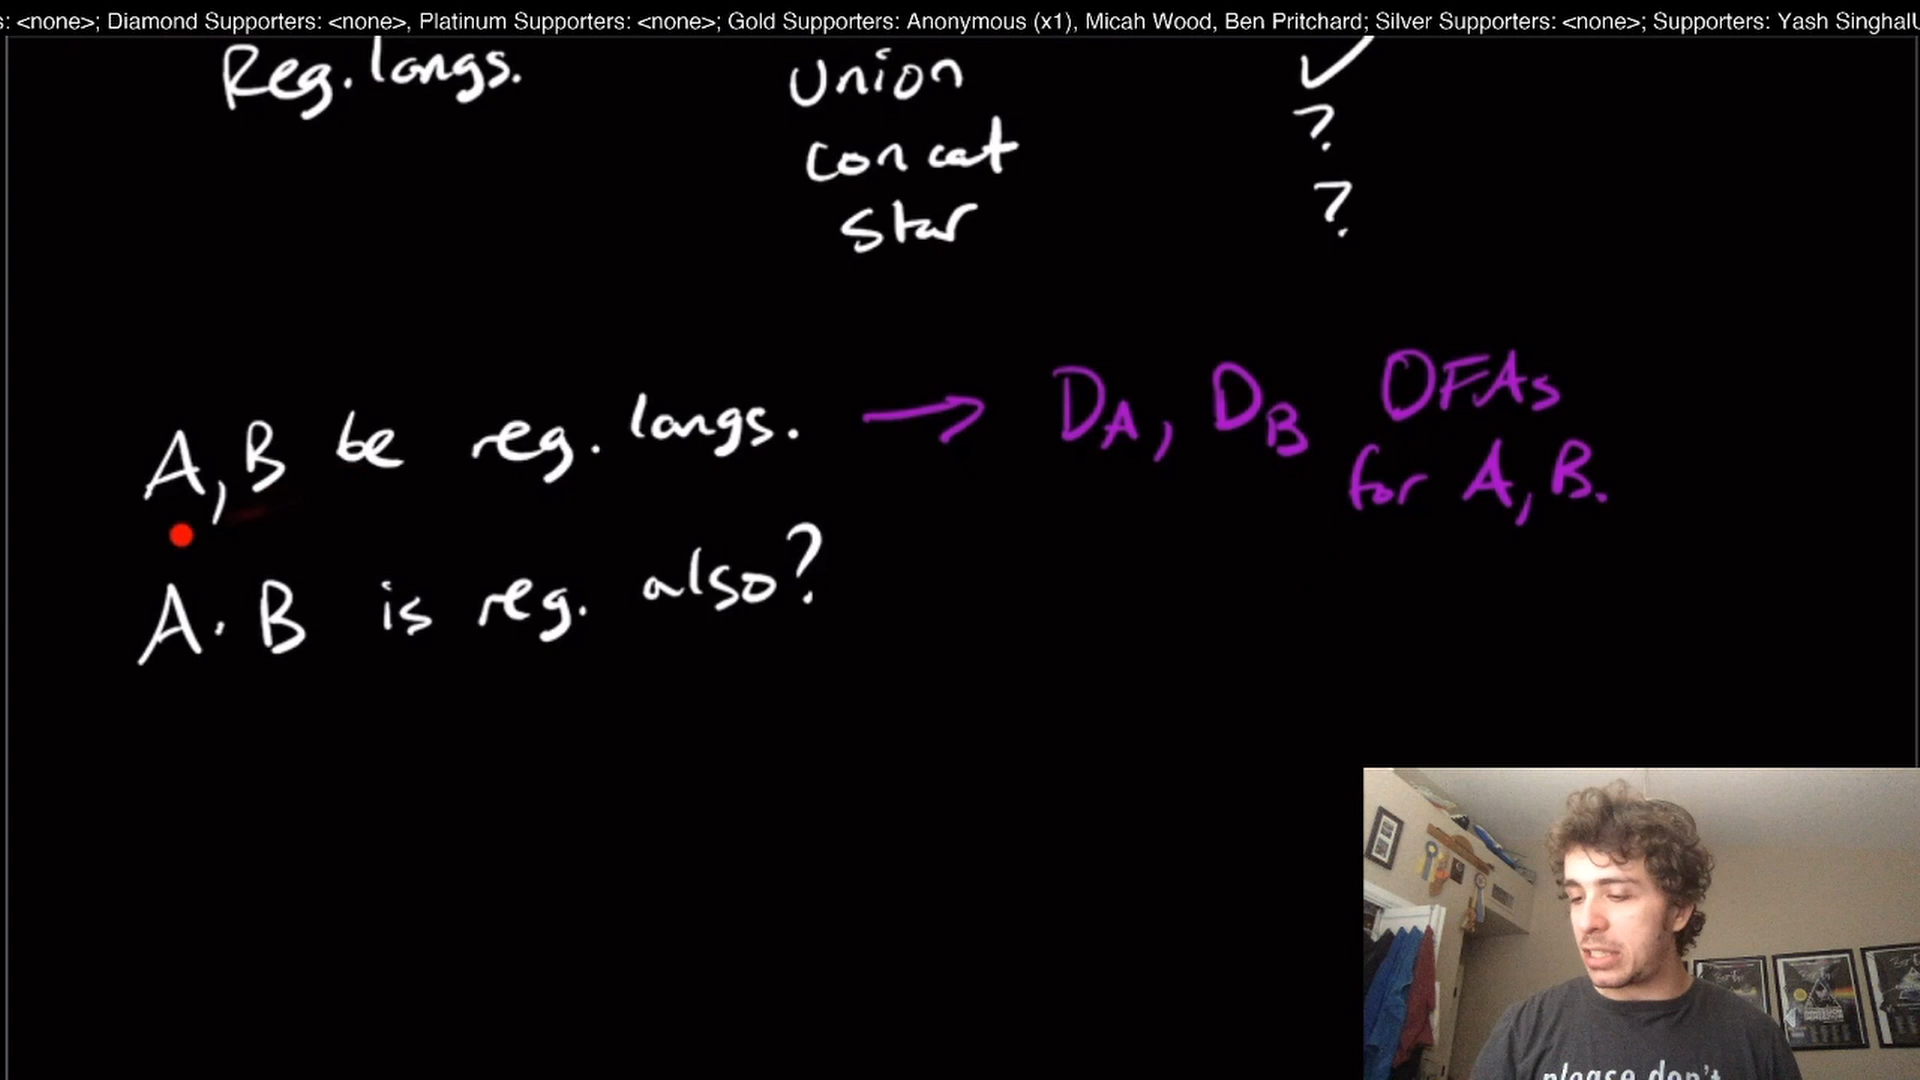 s: <none>; Diamond Supporters: <none>, Platinum Supporters: <none>; Gold Supporters: Anonymous (x1), Micah Wood, Ben Pritchard; Silver Supporters: <none>; Supporters: Yash SinghalU
Reg. langs. Union ✓
concat ?
star ?
A, B be reg. langs. → DA, DB DFAs
for A, B.
A · B is reg. also?
please don't